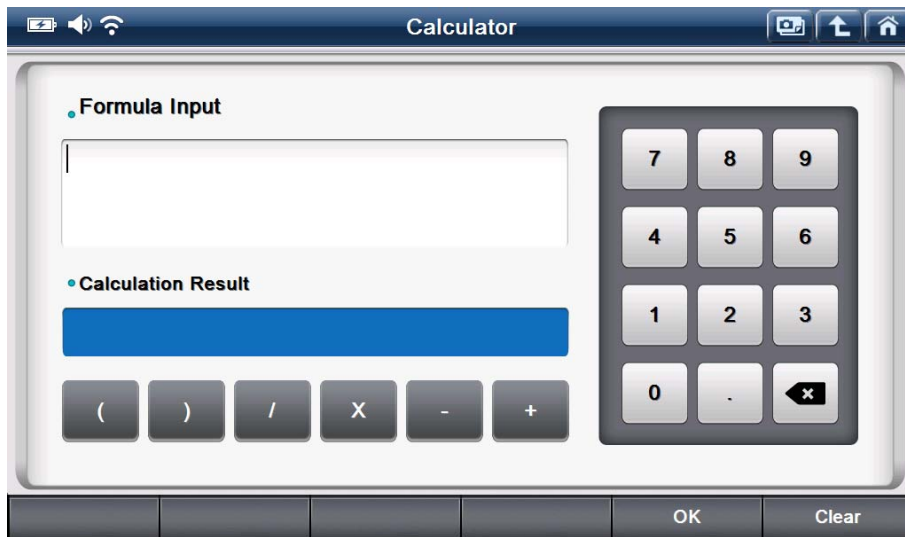 Calculator
Formula Input
Calculation Result
( ) / X - +
7 8 9
4 5 6
1 2 3
0 .
OK Clear